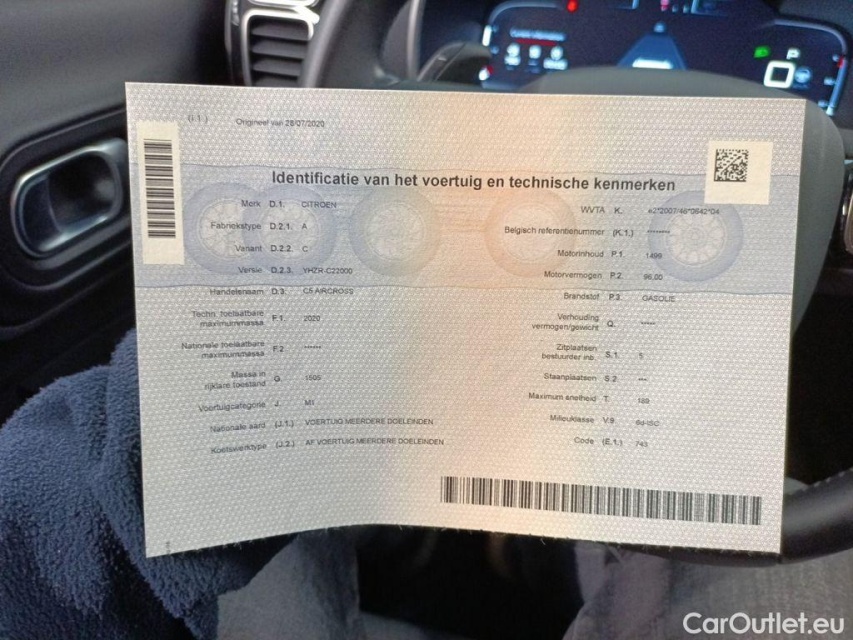 (I.1.) Origineel van 28/07/2020
Identificatie van het voertuig en technische kenmerken
Merk D.1. CITROEN
Fabriekstype D.2.1. A
Variant D.2.2. C
Versie D.2.3. YHZR-C22000
Handelsnaam D.3. C5 AIRCROSS
Techn. toelaatbare
maximummassa F.1. 2020
Nationale toelaatbare
maximummassa F.2. ******
Massa in
rijklare toestand G. 1505
Voertuigcategorie J. M1
Nationale aard (J.1.) VOERTUIG MEERDERE DOELEINDEN
Koetswerktype (J.2.) AF VOERTUIG MEERDERE DOELEINDEN
WVTA K. e2*2007/46*0642*04
Belgisch referentienummer (K.1.) *******
Motorinhoud P.1. 1499
Motorvermogen P.2. 96,00
Brandstof P.3. GASOLIE
Verhouding
vermogen/gewicht Q. *****
Zitplaatsen
bestuurder inb. S.1. 5
Staanplaatsen S.2. ***
Maximum snelheid T. 189
Milieuklasse V.9. 6d-ISC
Code (E.1.) 743
P
0
CarOutlet.eu